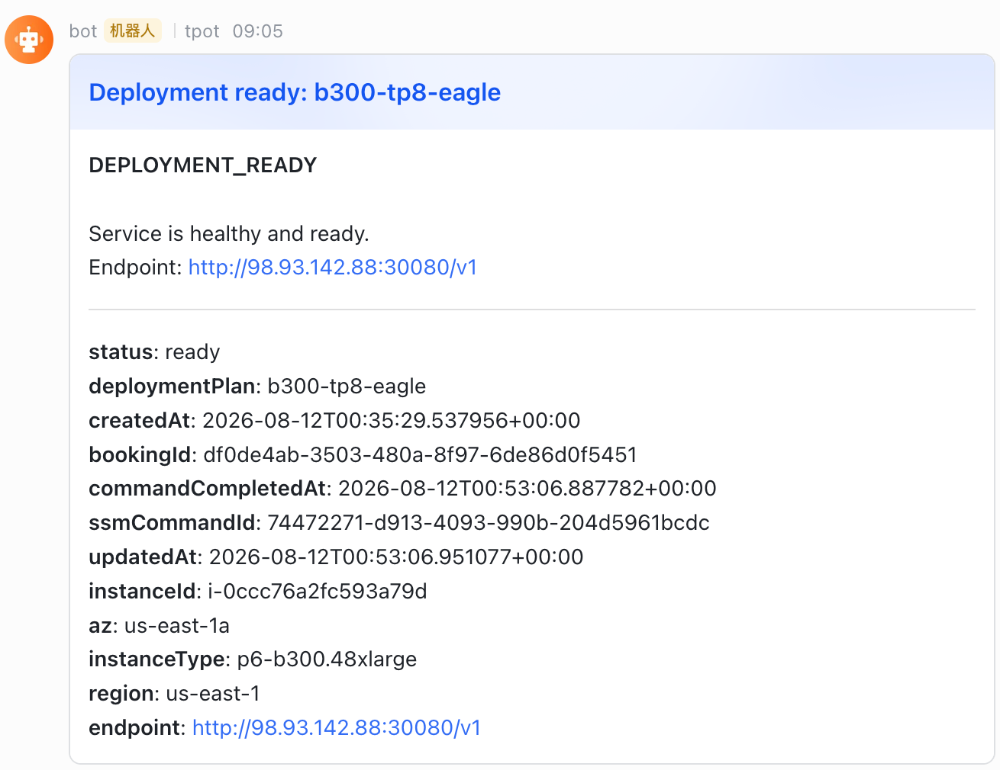 bot 机器人 tpot 09:05
Deployment ready: b300-tp8-eagle
DEPLOYMENT_READY
Service is healthy and ready.
Endpoint: http://98.93.142.88:30080/v1
status: ready
deploymentPlan: b300-tp8-eagle
createdAt: 2026-08-12T00:35:29.537956+00:00
bookingId: df0de4ab-3503-480a-8f97-6de86d0f5451
commandCompletedAt: 2026-08-12T00:53:06.887782+00:00
ssmCommandId: 74472271-d913-4093-990b-204d5961bcdc
updatedAt: 2026-08-12T00:53:06.951077+00:00
instanceId: i-0ccc76a2fc593a79d
az: us-east-1a
instanceType: p6-b300.48xlarge
region: us-east-1
endpoint: http://98.93.142.88:30080/v1